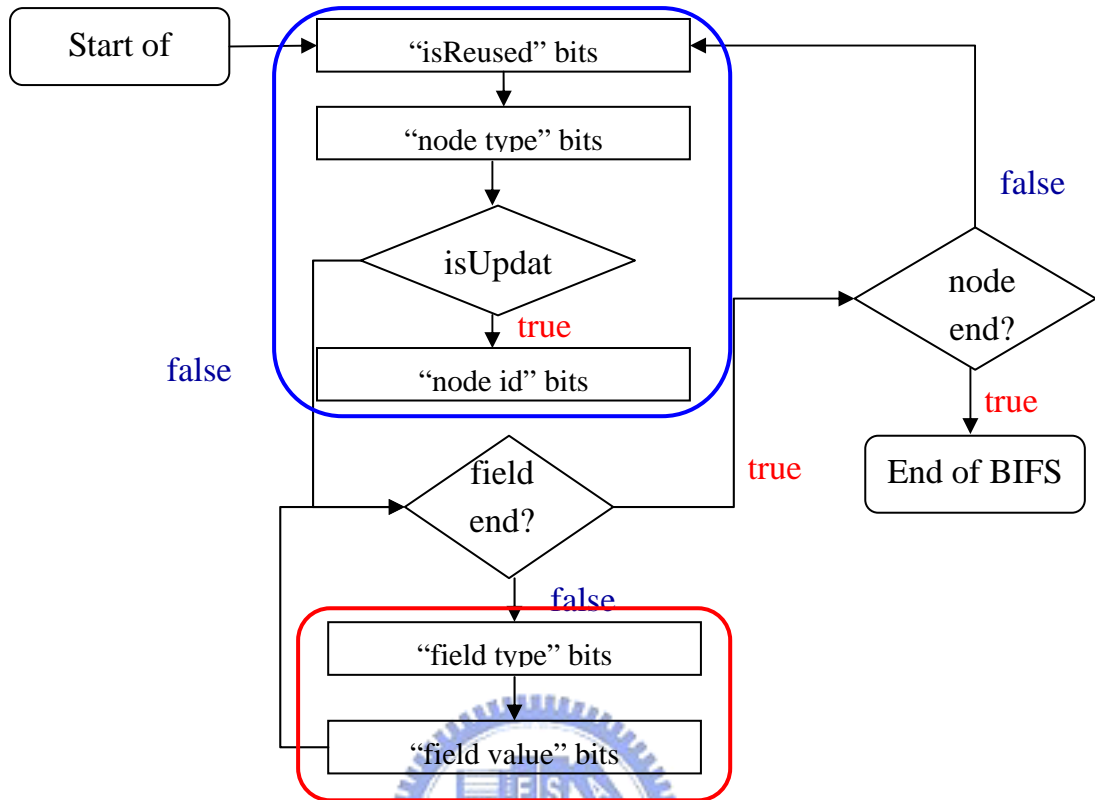 Start of
“isReused” bits
“node type” bits
false
isUpdat
node
end?
true
“node id” bits
false
true
End of BIFS
field
end?
true
false
“field type” bits
“field value” bits
E S